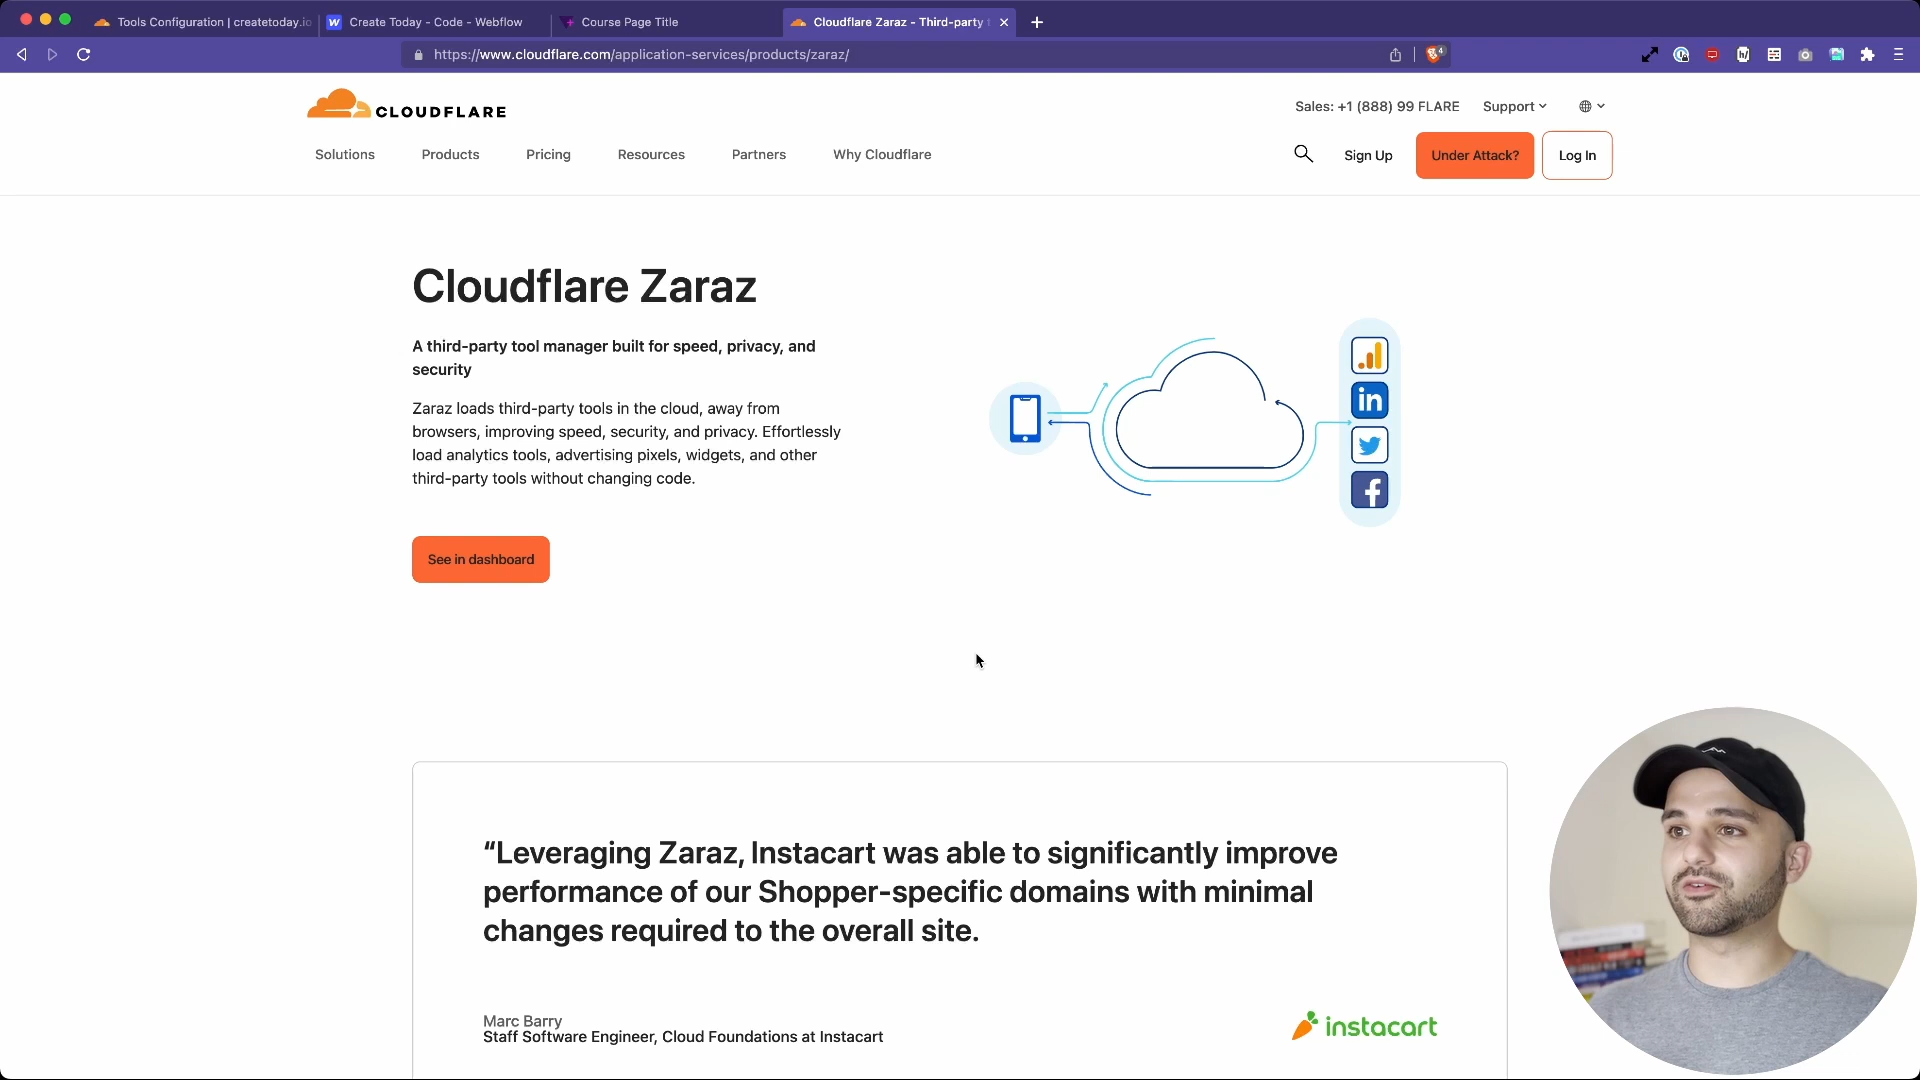 Tools Configuration | createtoday.io
Create Today - Code - Webflow
Course Page Title
Cloudflare Zaraz - Third-party
https://www.cloudflare.com/application-services/products/zaraz/
4
CLOUDFLARE
Sales: +1 (888) 99 FLARE
Support
Solutions
Products
Pricing
Resources
Partners
Why Cloudflare
Sign Up
Under Attack?
Log In
Cloudflare Zaraz
A third-party tool manager built for speed, privacy, and
security
Zaraz loads third-party tools in the cloud, away from
browsers, improving speed, security, and privacy. Effortlessly
load analytics tools, advertising pixels, widgets, and other
third-party tools without changing code.
See in dashboard
in
“Leveraging Zaraz, Instacart was able to significantly improve
performance of our Shopper-specific domains with minimal
changes required to the overall site.
Marc Barry
Staff Software Engineer, Cloud Foundations at Instacart
instacart